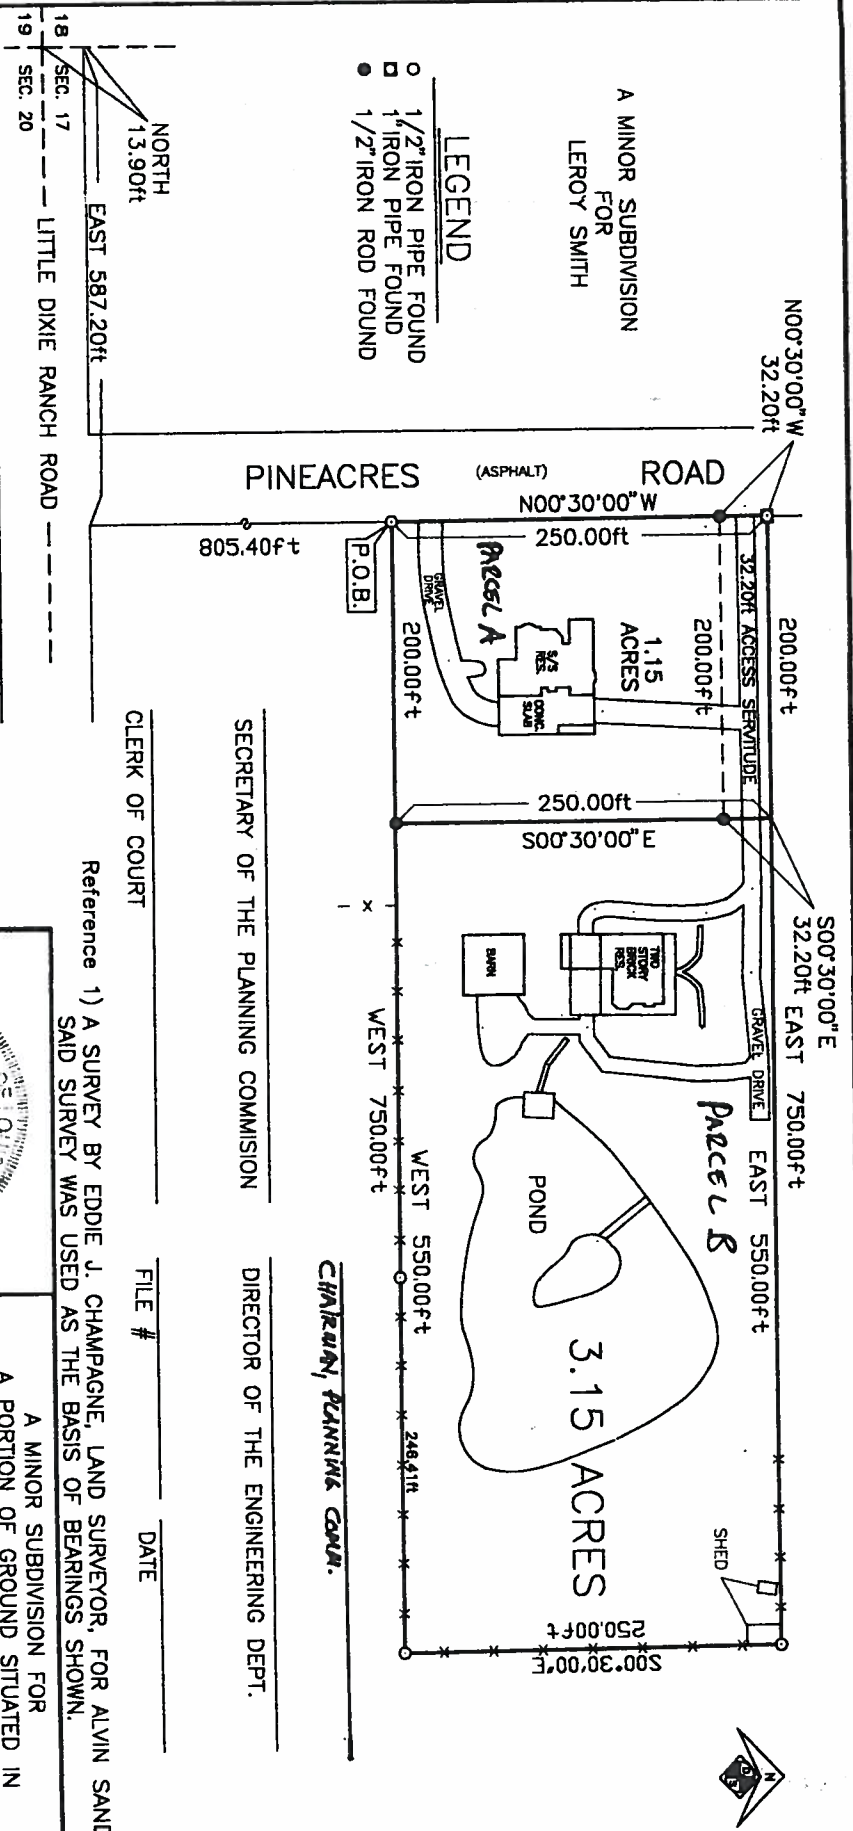 A MINOR SUBDIVISION
FOR
LEROY SMITH
LEGEND
1/2" IRON PIPE FOUND
1" IRON PIPE FOUND
1/2" IRON ROD FOUND
NORTH
13.90ft
18
19
SEC. 17
SEC. 20
EAST 587.20ft
LITTLE DIXIE RANCH ROAD
N00°30'00"W
32.20ft
PINEACRES (ASPHALT) ROAD
N00°30'00"W
250.00ft
805.40ft
P.O.B.
200.00ft
32.20ft ACCESS SERVITUDE
200.00ft
1.15
ACRES
PARCEL A
GRAVEL
DRIVE
S/S
RES.
CONC.
SLAB
200.00ft
250.00ft
S00°30'00"E
S00°30'00"E
32.20ft
EAST 750.00ft
GRAVEL DRIVE
EAST 550.00ft
PARCEL B
TWO
STORY
BRICK
RES.
BARN
POND
3.15 ACRES
SHED
WEST 550.00ft
246.41ft
WEST 750.00ft
250.00ft
S00°30'00"E
N
CHAIRMAN, PLANNING COMM.
SECRETARY OF THE PLANNING COMMISION
DIRECTOR OF THE ENGINEERING DEPT.
CLERK OF COURT
FILE #
DATE
Reference 1) A SURVEY BY EDDIE J. CHAMPAGNE, LAND SURVEYOR, FOR ALVIN SAND
SAID SURVEY WAS USED AS THE BASIS OF BEARINGS SHOWN.
A MINOR SUBDIVISION FOR
A PORTION OF GROUND SITUATED IN